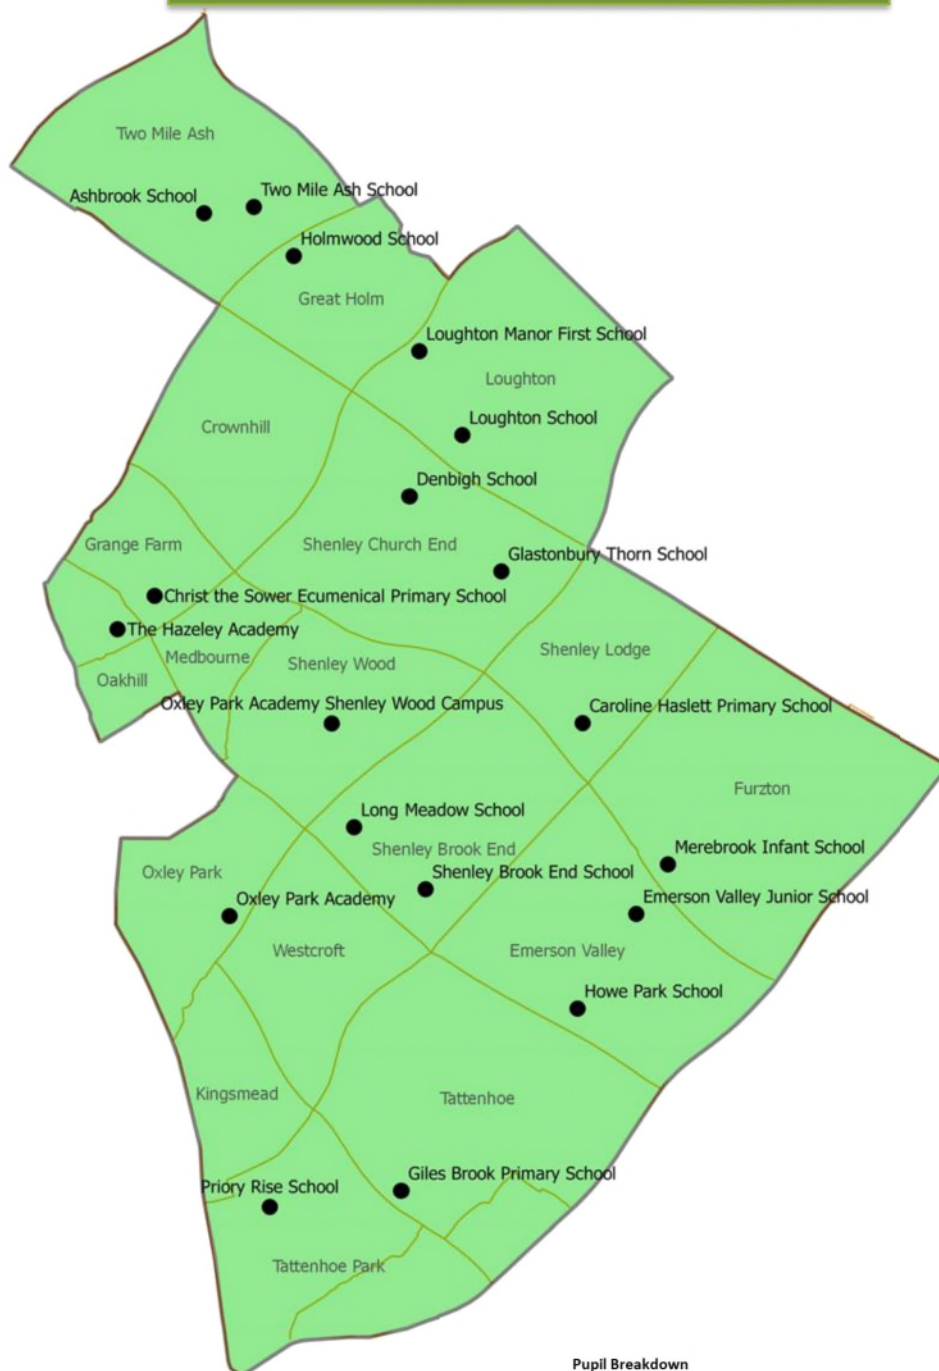 Two Mile Ash
Ashbrook School
Two Mile Ash School
Holmwood School
Great Holm
Loughton Manor First School
Loughton
Loughton School
Crownhill
Denbigh School
Grange Farm
Shenley Church End
Glastonbury Thorn School
Christ the Sower Ecumenical Primary School
The Hazeley Academy
Medbourne
Shenley Wood
Shenley Lodge
Oakhill
Oxley Park Academy Shenley Wood Campus
Caroline Haslett Primary School
Furzton
Long Meadow School
Shenley Brook End
Merebrook Infant School
Oxley Park
Shenley Brook End School
Oxley Park Academy
Emerson Valley Junior School
Westcroft
Emerson Valley
Howe Park School
Kingsmead
Tattenhoe
Priory Rise School
Giles Brook Primary School
Tattenhoe Park
Pupil Breakdown